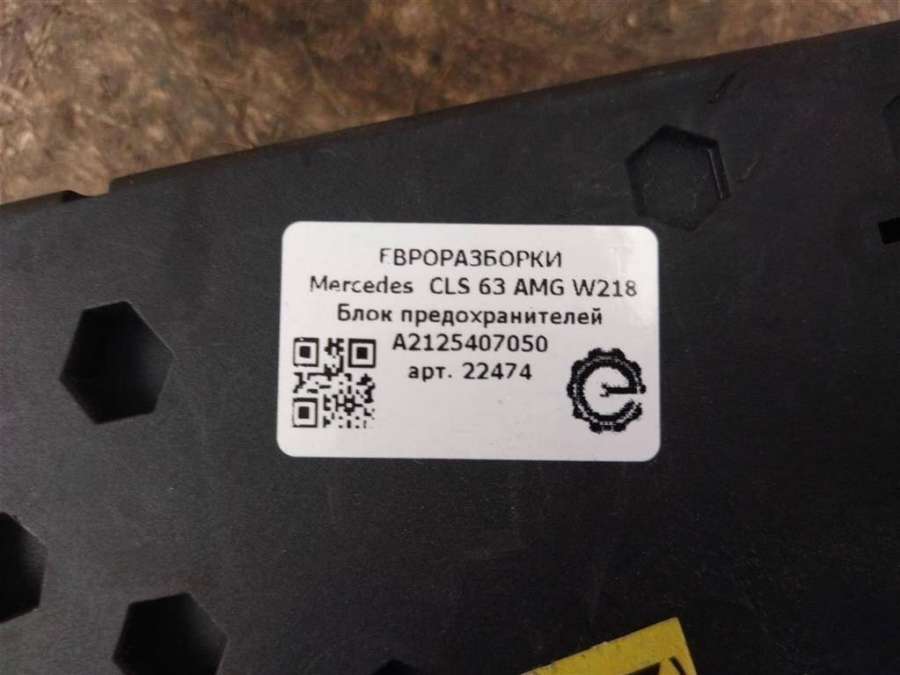 ЕВРОРАЗБОРКИ
Mercedes CLS 63 AMG W218
Блок предохранителей
A2125407050
арт. 22474